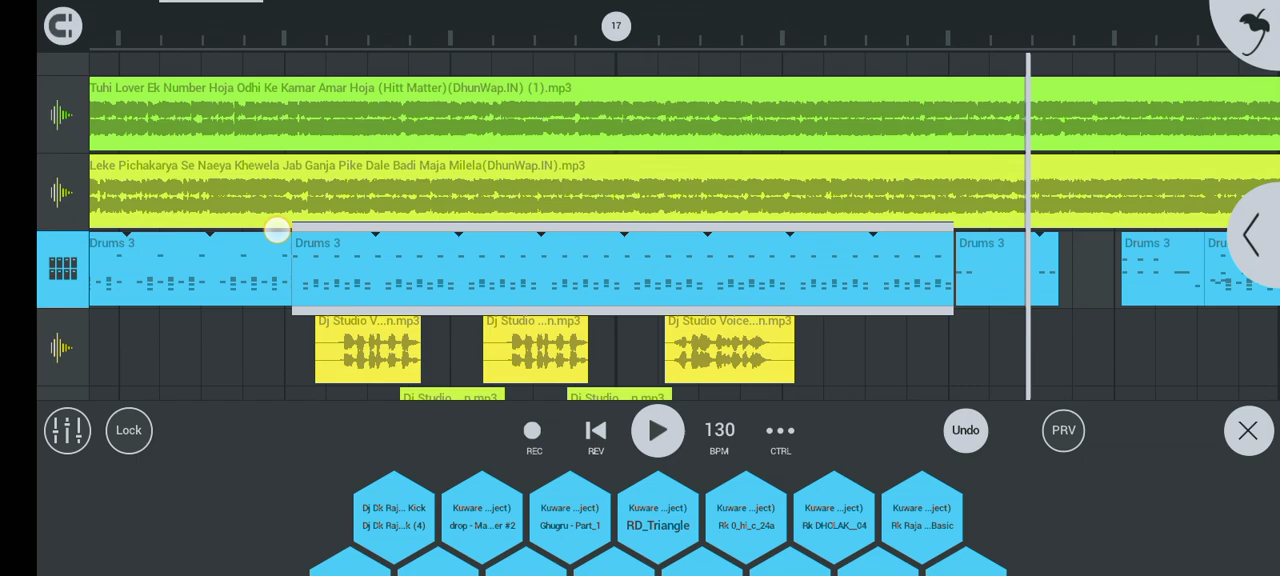 17
Tuhi Lover Ek Number Hoja Odhi Ke Kamar Amar Hoja (Hitt Matter)(DhunWap.IN) (1).mp3
Leke Pichakarya Se Naeya Khewela Jab Ganja Pike Dale Badi Maja Milela(DhunWap.IN).mp3
Drums 3
Drums 3
Drums 3
Drums 3
Dru
Dj Studio V...n.mp3
Dj Studio ...n.mp3
Dj Studio Voice...n.mp3
Dj Studio ...n.mp3
Dj Studio ...n.mp3
Lock
REC
REV
130
BPM
CTRL
Undo
PRV
Dj Dk Raj... Kick
Dj Dk Raj...k (4)
Kuware ...ject)
drop - Ma...er #2
Kuware ...ject)
Ghugru - Part_1
Kuware ...ject)
RD_Triangle
Kuware ...ject)
Rk 0_h!_c_24a
Kuware ...ject)
Rk DHOLAK__04
Kuware ...ject)
Rk Raja ...Basic